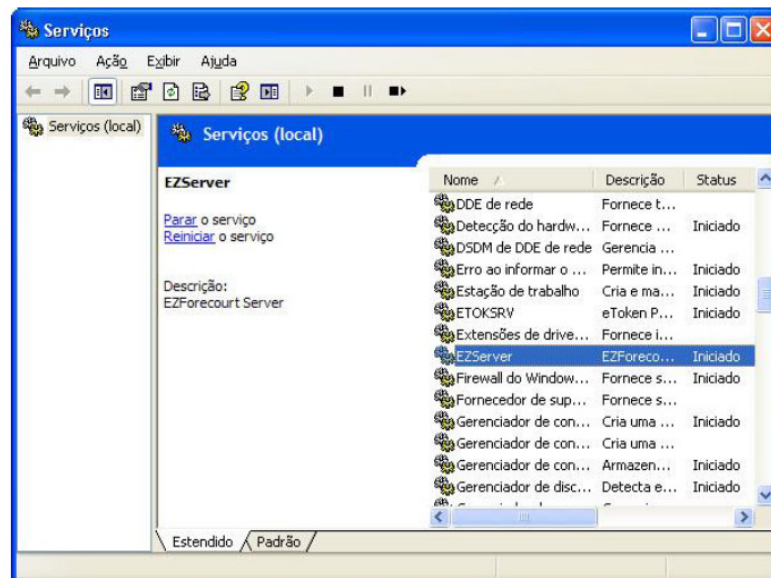 Serviços
Arquivo Ação Exibir Ajuda
Serviços (local)
Serviços (local)
EZServer
Parar o serviço
Reiniciar o serviço
Descrição:
EZForecourt Server
Nome Descrição Status
DDE de rede Fornece t...
Detecção do hardw... Fornece ... Iniciado
DSDM de DDE de rede Gerencia ...
Erro ao informar o ... Permite in... Iniciado
Estação de trabalho Cria e ma... Iniciado
ETOKSRV eToken P... Iniciado
Extensões de drive... Fornece i...
EZServer EZForeco... Iniciado
Firewall do Window... Fornece s... Iniciado
Fornecedor de sup... Fornece s...
Gerenciador de con... Cria uma ... Iniciado
Gerenciador de con... Cria uma ...
Gerenciador de con... Armazen... Iniciado
Gerenciador de disc... Detecta e... Iniciado
Estendido Padrão